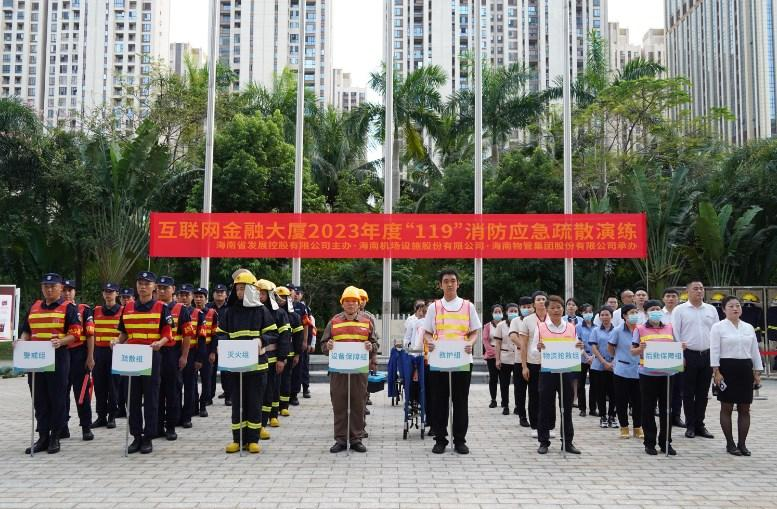 互联网金融大厦2023年度“119”消防应急疏散演练
海南省发展控股有限公司主办·海南机场设施股份有限公司·海南物管集团股份有限公司承办
警戒组
疏散组
灭火组
设备保障组
救护组
物资抢救组
后勤保障组